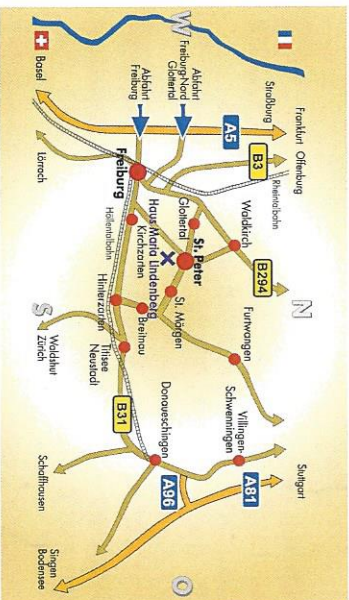 N
Frankfurt Offenburg
Stuttgart
Straßburg
Rheintalbahn
B294
B3
A5
A81
Waldkirch
Furtwangen
Villingen-
Schwenningen
Abfahrt
Freiburg-Nord
Glottertal
Glottertal
St. Peter
St. Märgen
A96
W
O
Haus Maria Lindenberg
Donaueschingen
Abfahrt
Freiburg
Freiburg
Kirchzarten
Breitnau
Höllentalbahn
Hinterzarten
Titisee
Neustadt
B31
S
Basel
Lörrach
Waldshut
Zürich
Schaffhausen
Singen
Bodensee